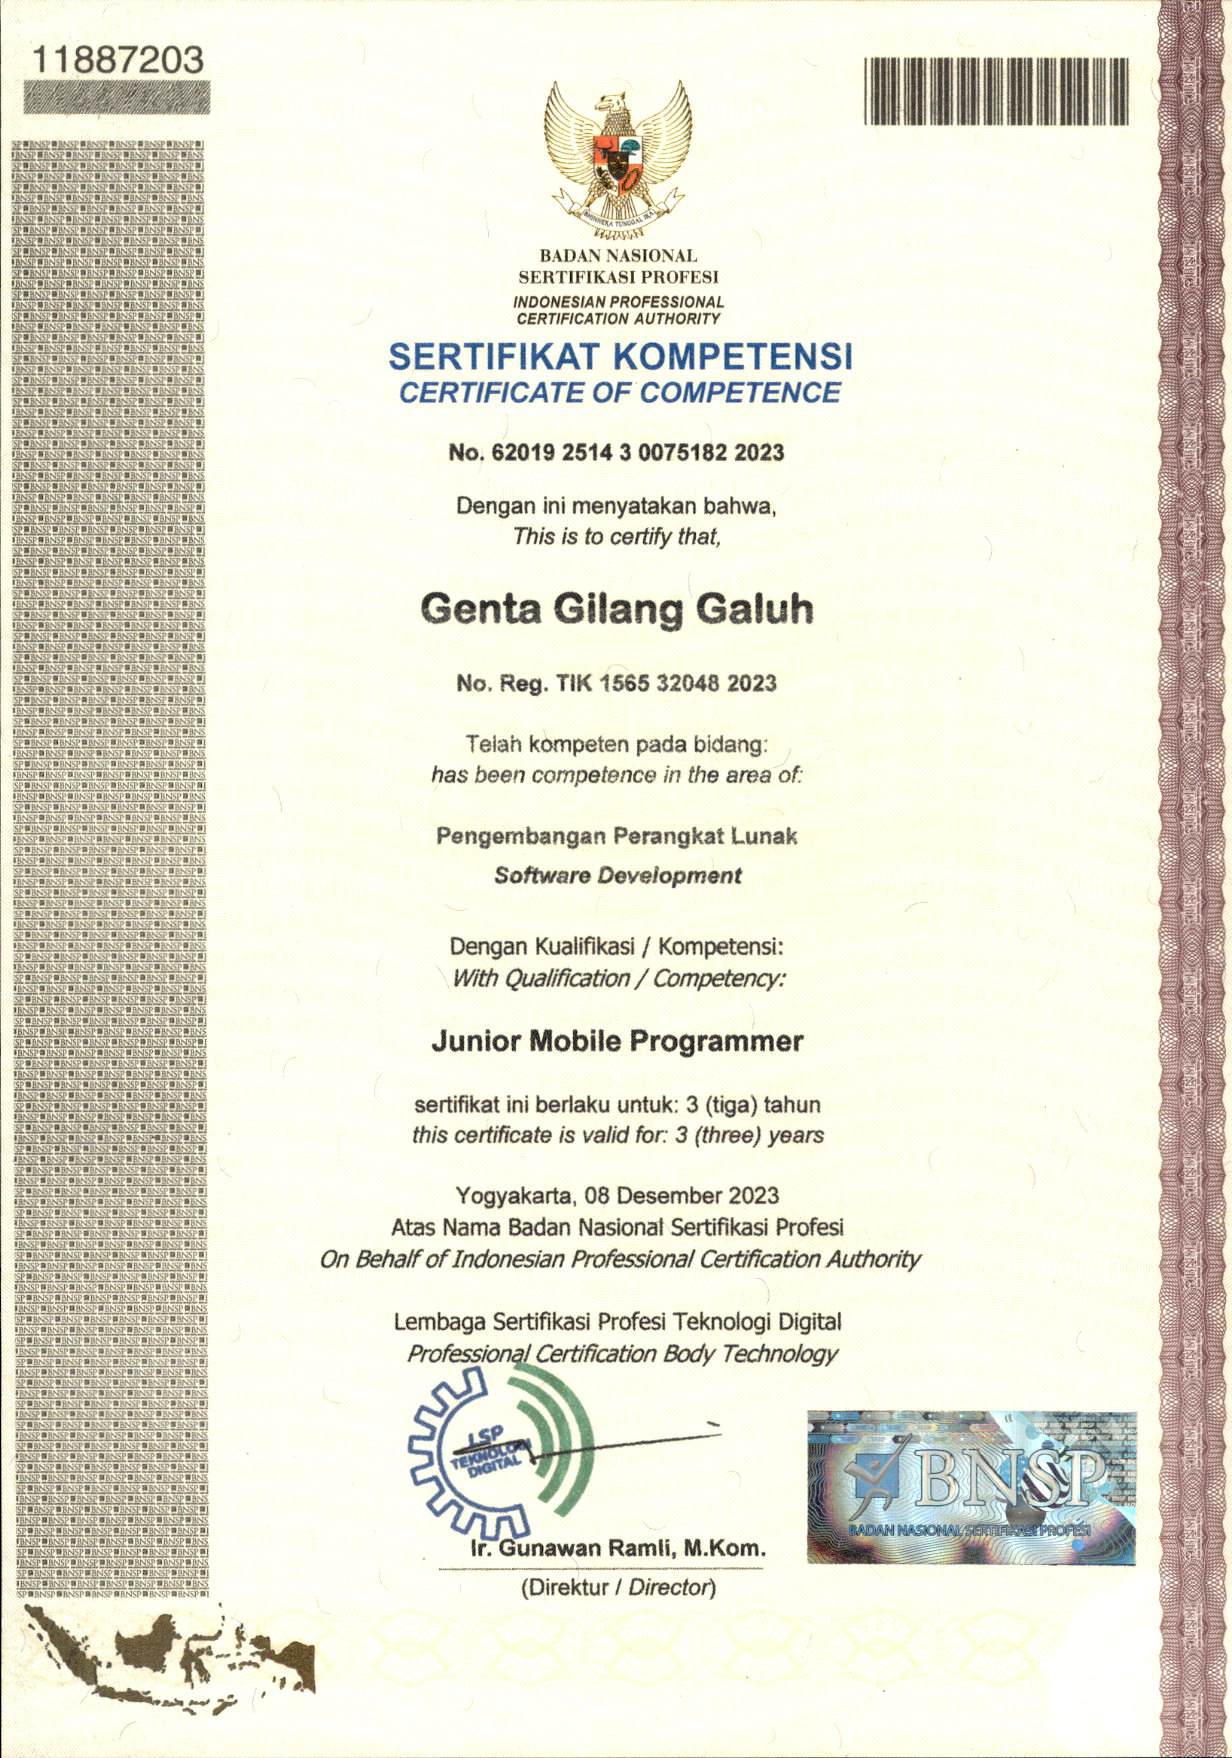 11887203
BHINNEKA TUNGGAL IKA
BADAN NASIONAL
SERTIFIKASI PROFESI
INDONESIAN PROFESSIONAL
CERTIFICATION AUTHORITY
SERTIFIKAT KOMPETENSI
CERTIFICATE OF COMPETENCE
No. 62019 2514 3 0075182 2023
Dengan ini menyatakan bahwa,
This is to certify that,
Genta Gilang Galuh
No. Reg. TIK 1565 32048 2023
Telah kompeten pada bidang:
has been competence in the area of:
Pengembangan Perangkat Lunak
Software Development
Dengan Kualifikasi / Kompetensi:
With Qualification / Competency:
Junior Mobile Programmer
sertifikat ini berlaku untuk: 3 (tiga) tahun
this certificate is valid for: 3 (three) years
Yogyakarta, 08 Desember 2023
Atas Nama Badan Nasional Sertifikasi Profesi
On Behalf of Indonesian Professional Certification Authority
Lembaga Sertifikasi Profesi Teknologi Digital
Professional Certification Body Technology
LSP
TEKNOLOGI
DIGITAL
BNSP
BADAN NASIONAL SERTIFIKASI PROFESI
Ir. Gunawan Ramli, M.Kom.
(Direktur / Director)